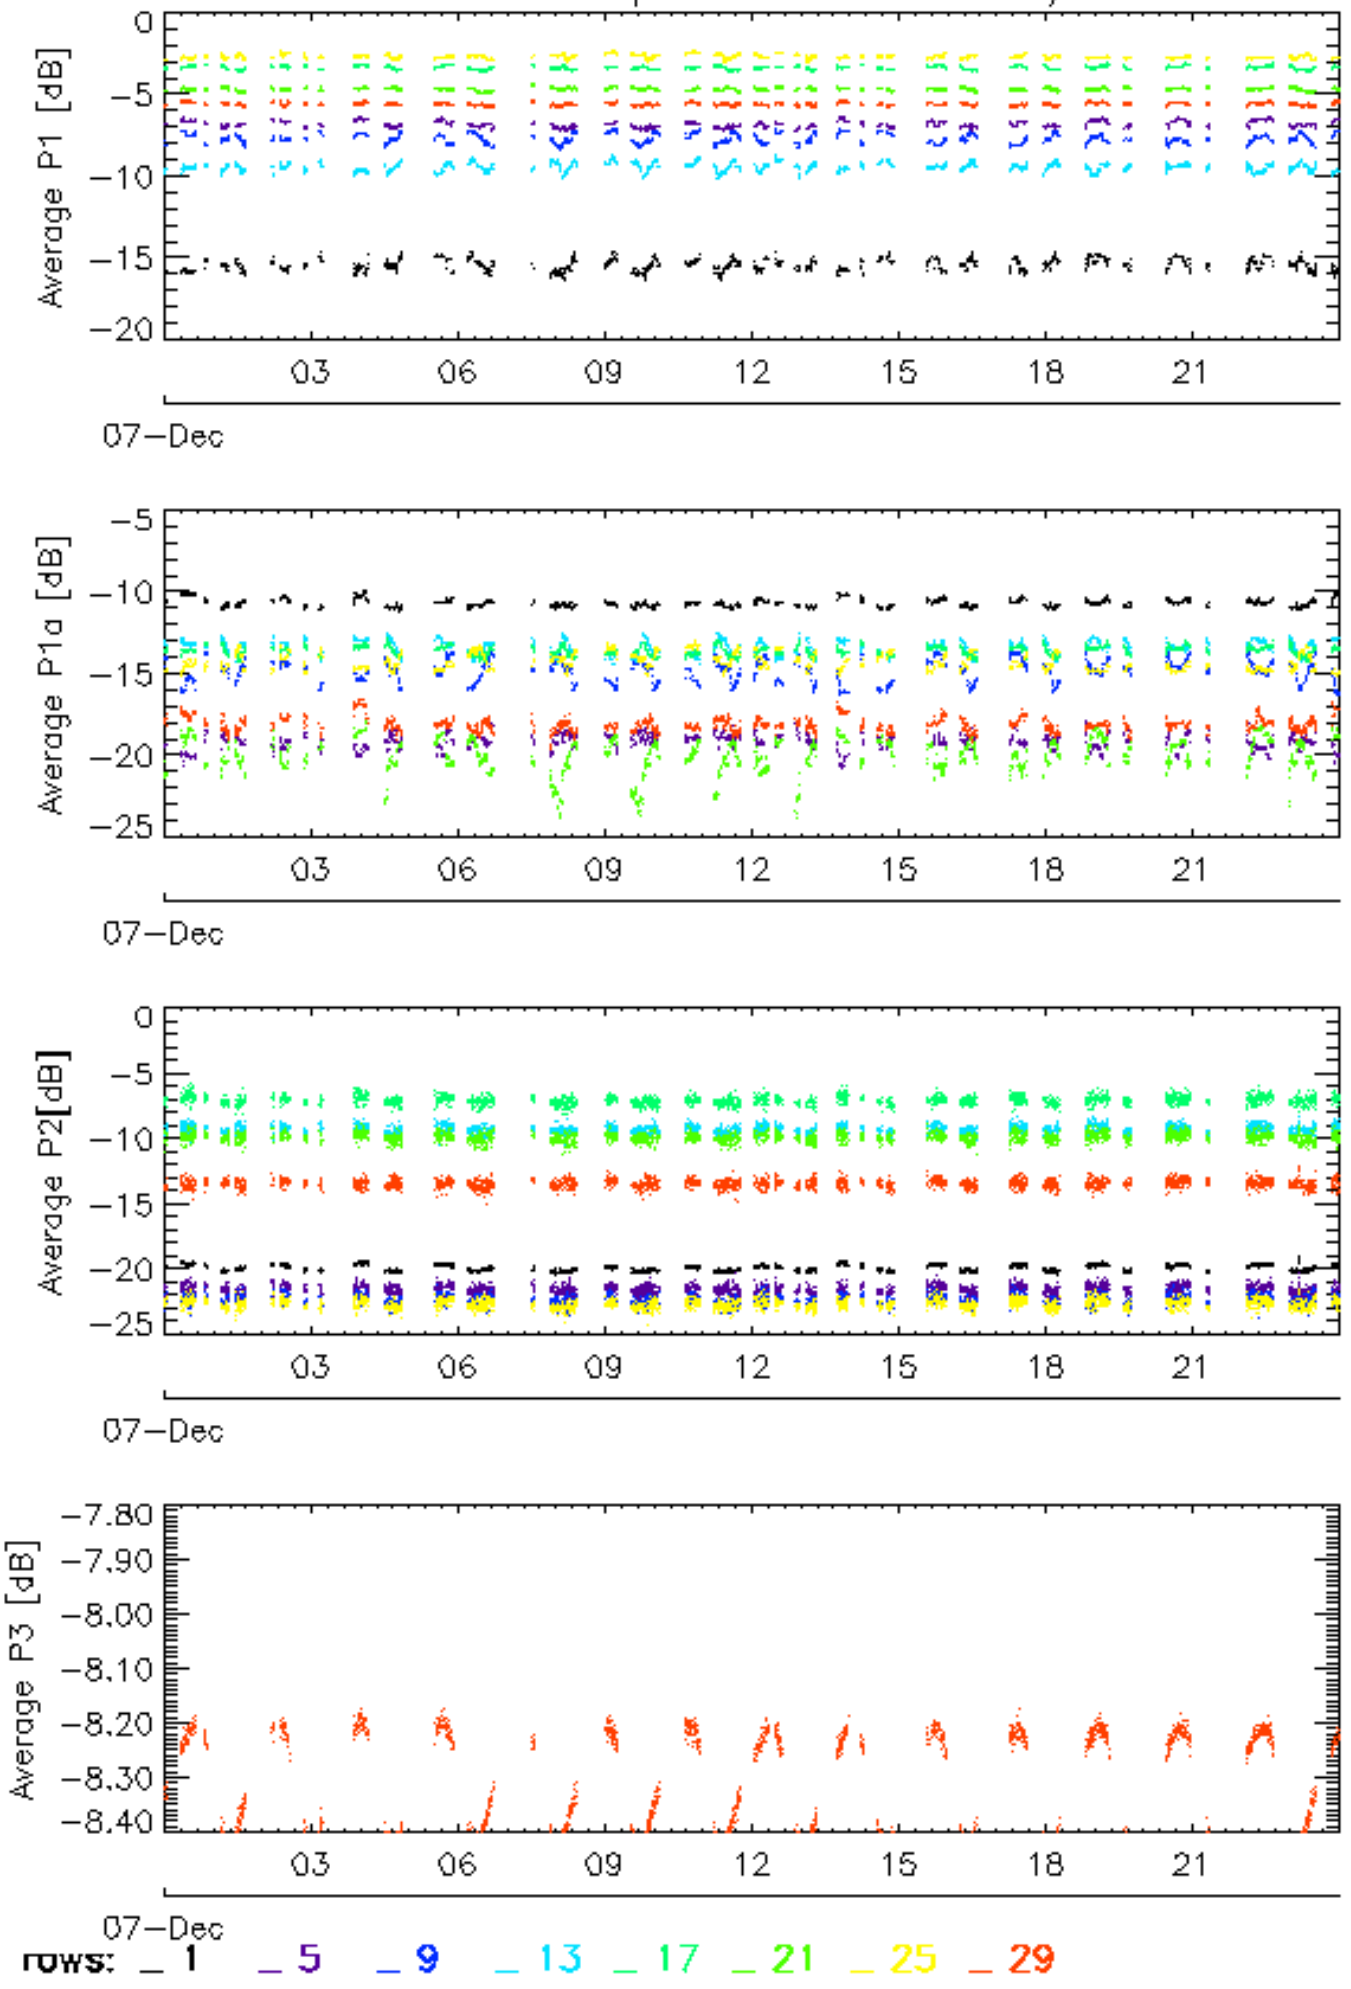 0
−5
−10
−15
−20
Average P1 [dB]
03 06 09 12 15 18 21
07−Dec
−5
−10
−15
−20
−25
Average P1a [dB]
03 06 09 12 15 18 21
07−Dec
0
−5
−10
−15
−20
−25
Average P2[dB]
03 06 09 12 15 18 21
07−Dec
−7.80
−7.90
−8.00
−8.10
−8.20
−8.30
−8.40
Average P3 [dB]
03 06 09 12 15 18 21
07−Dec
rows: _ 1 _ 5 _ 9 _ 13 _ 17 _ 21 _ 25 _ 29